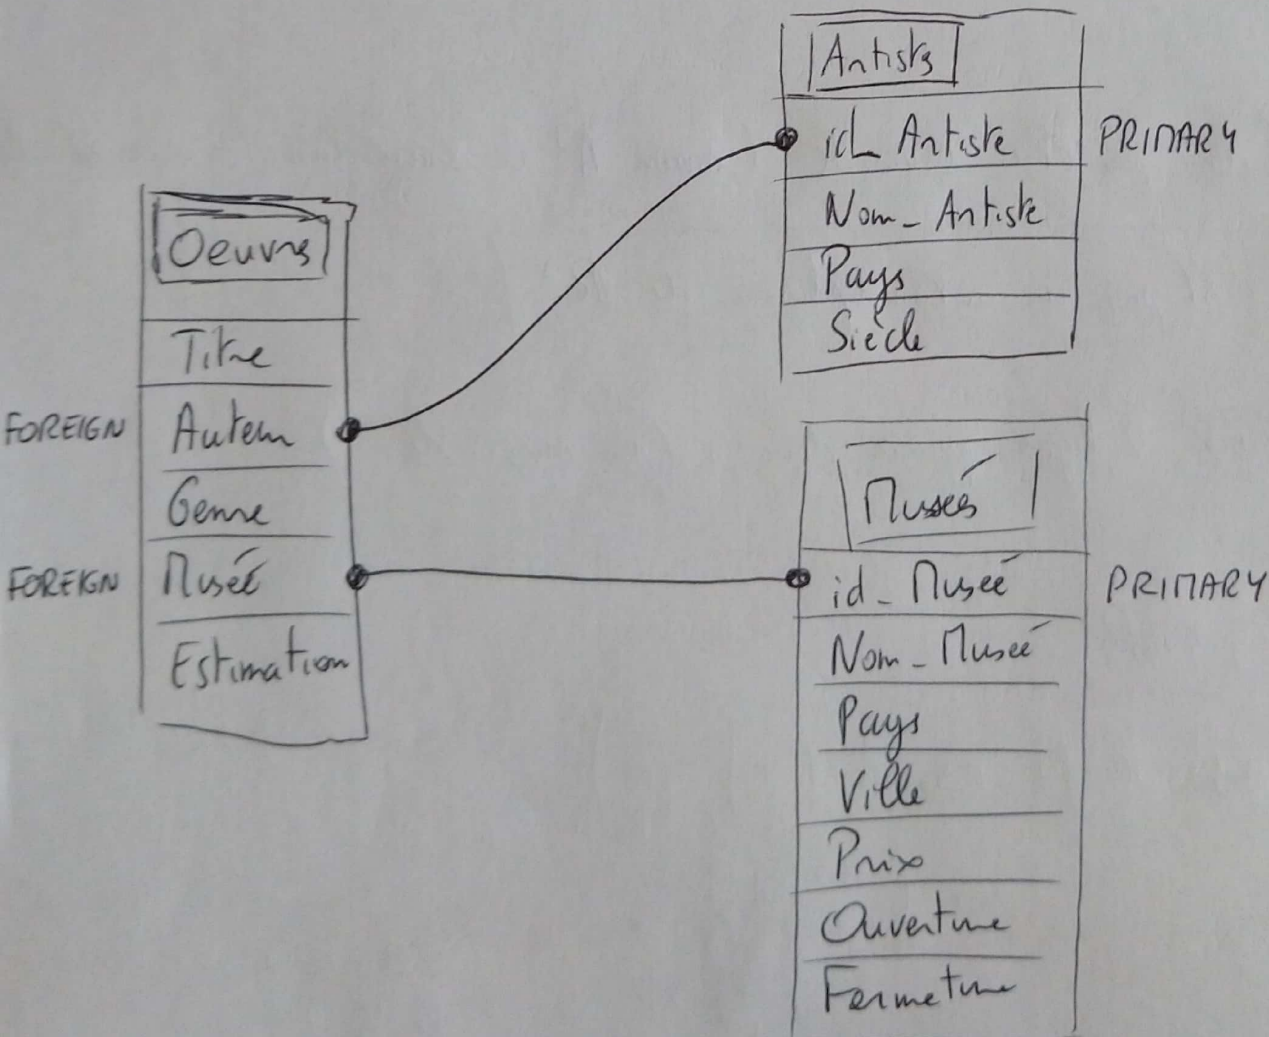 Oeuvres
Titre
FOREIGN Auteur
Genre
FOREIGN Musée
Estimation
Artists
id_Artiste PRIMARY
Nom_Artiste
Pays
Siècle
Musées
id_Musée PRIMARY
Nom_Musée
Pays
Ville
Prix
Ouverture
Fermeture